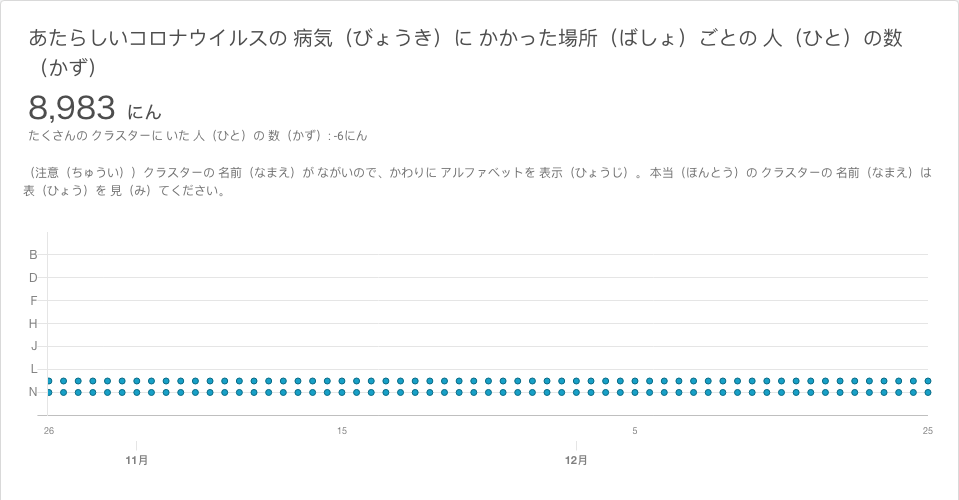 あたらしいコロナウイルスの 病気（びょうき）に かかった場所（ばしょ）ごとの 人（ひと）の数
（かず）
8,983 にん
たくさんの クラスターに いた 人（ひと）の 数（かず）: -6にん
（注意（ちゅうい））クラスターの 名前（なまえ）が ながいので、かわりに アルファベットを 表示（ひょうじ）。 本当（ほんとう）の クラスターの 名前（なまえ）は
表（ひょう）を 見（み）てください。
B
D
F
H
J
L
N
26 15 5 25
11月 12月